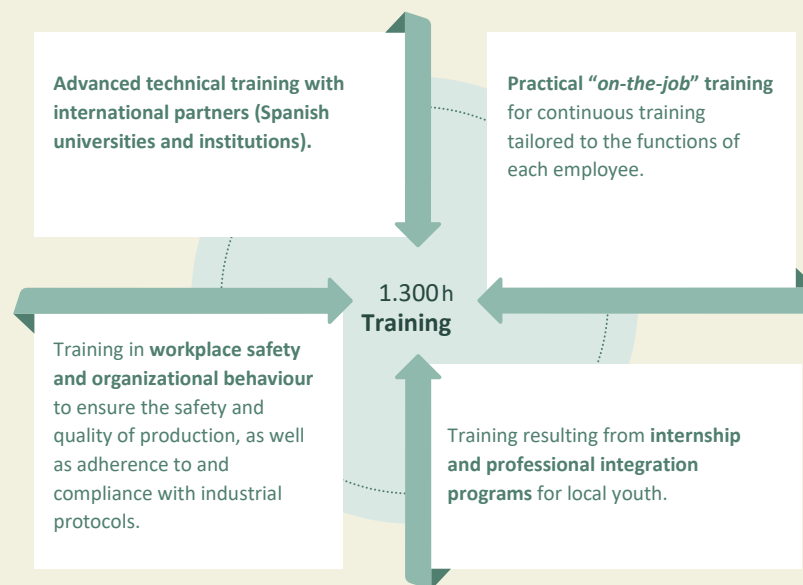 Advanced technical training with
international partners (Spanish
universities and institutions).
Practical “on-the-job” training
for continuous training
tailored to the functions of
each employee.
1.300 h
Training
Training in workplace safety
and organizational behaviour
to ensure the safety and
quality of production, as well
as adherence to and
compliance with industrial
protocols.
Training resulting from internship
and professional integration
programs for local youth.